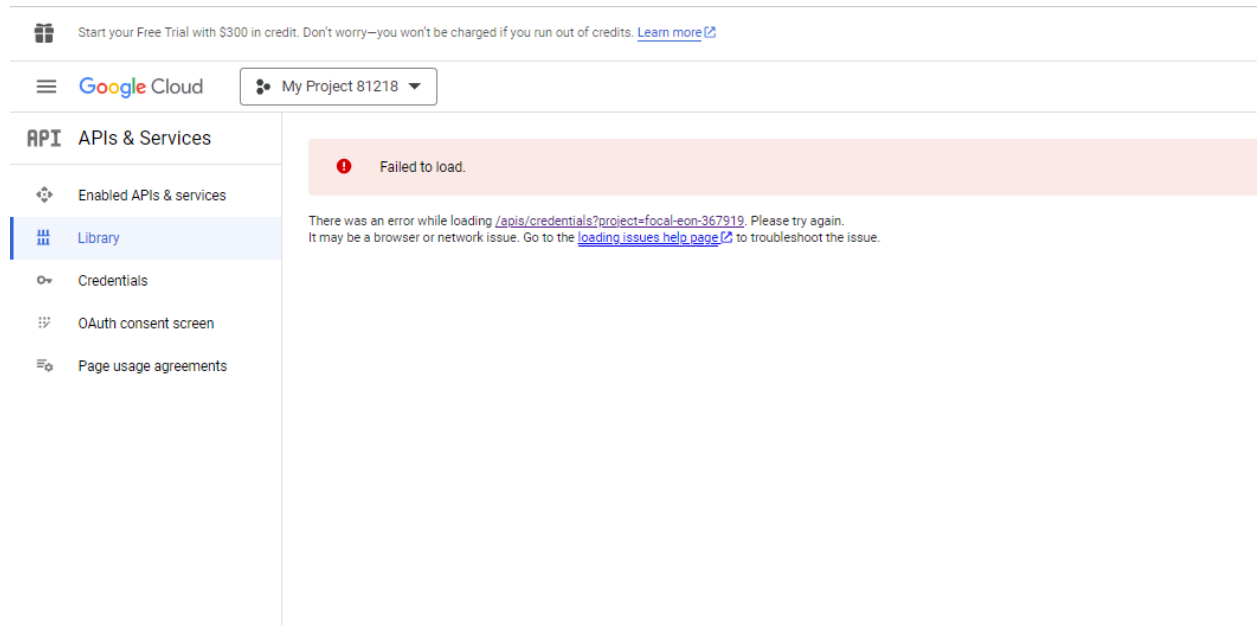 Start your Free Trial with $300 in credit. Don't worry—you won't be charged if you run out of credits. Learn more
Google Cloud
My Project 81218
API APIs & Services
Failed to load.
Enabled APIs & services
There was an error while loading /apis/credentials?project=focal-eon-367919. Please try again.
Library
It may be a browser or network issue. Go to the loading issues help page to troubleshoot the issue.
Credentials
OAuth consent screen
Page usage agreements